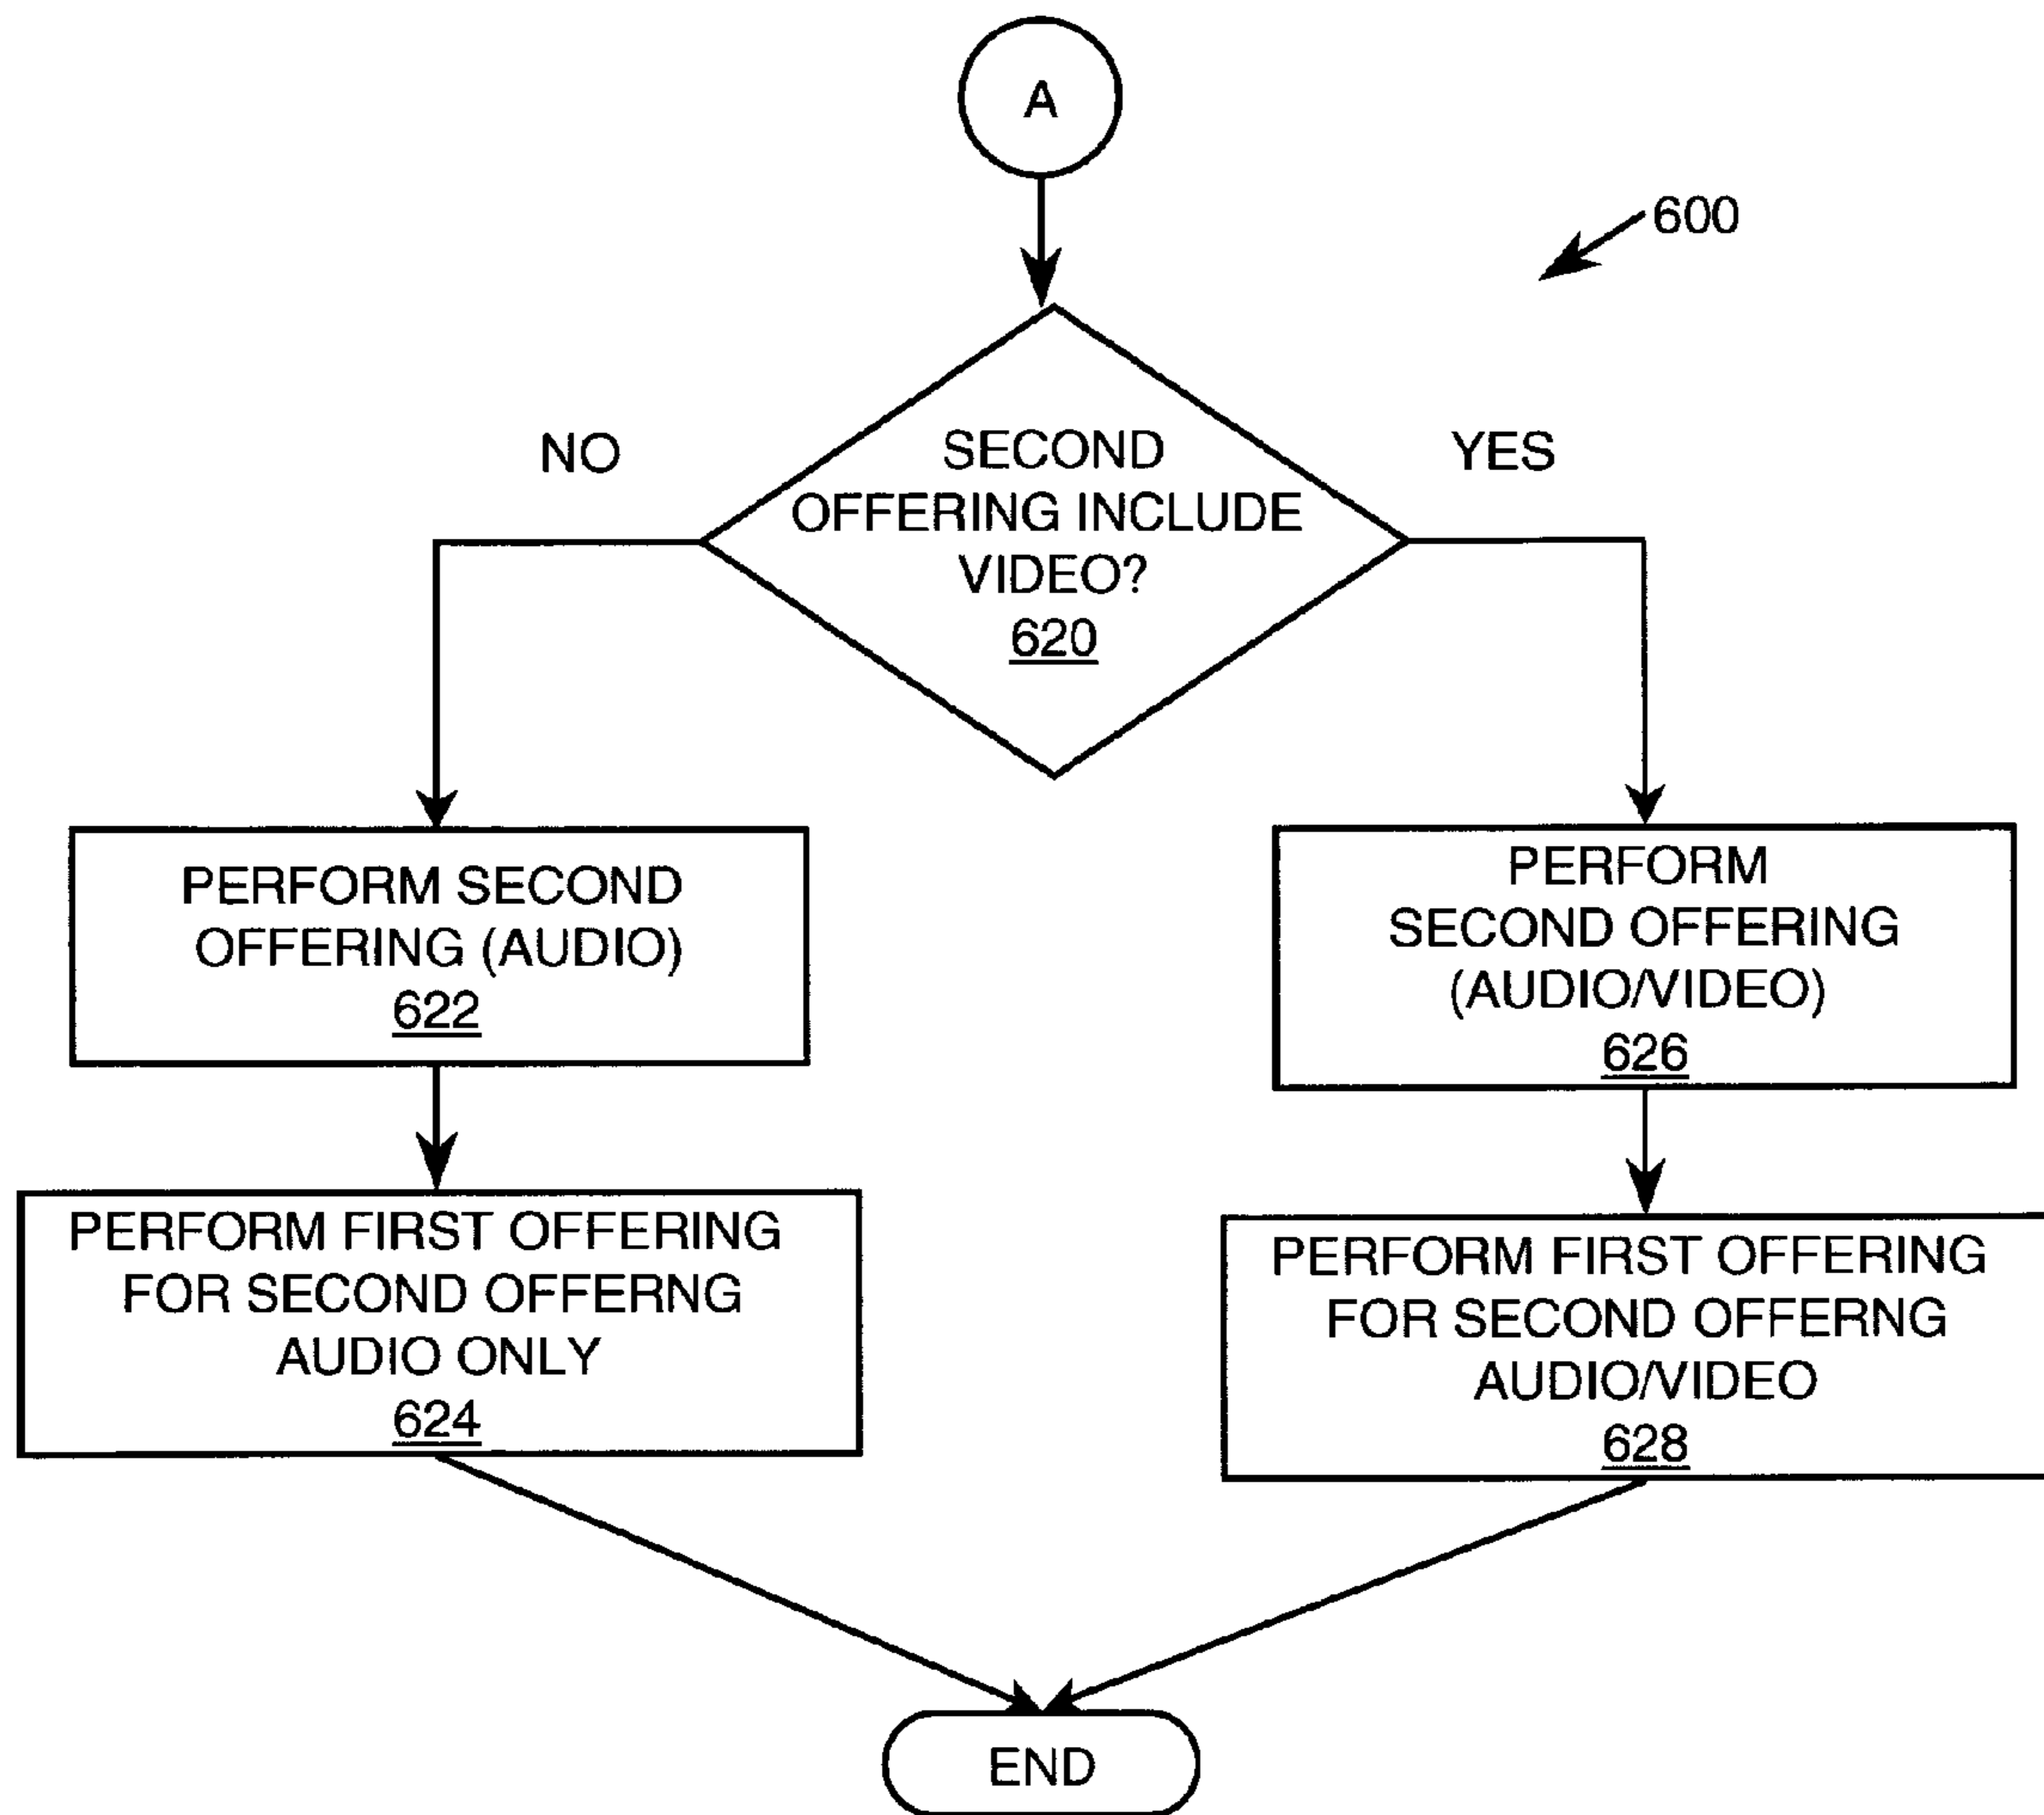 A
600
NO
YES
SECOND
OFFERING INCLUDE
VIDEO?
620
PERFORM SECOND
OFFERING (AUDIO)
622
PERFORM
SECOND OFFERING
(AUDIO/VIDEO)
626
PERFORM FIRST OFFERING
FOR SECOND OFFERNG
AUDIO ONLY
624
PERFORM FIRST OFFERING
FOR SECOND OFFERNG
AUDIO/VIDEO
628
END